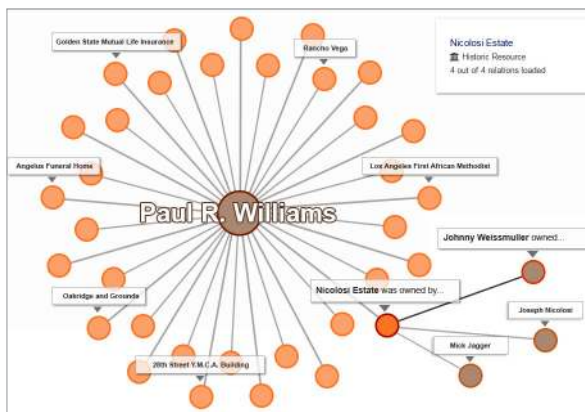 Golden State Mutual Life Insurance
Rancho Vega
Nicolosi Estate
Historic Resource
4 out of 4 relations loaded
Angelus Funeral Home
Los Angeles First African Methodist
Paul R. Williams
Johnny Weissmuller owned...
Nicolosi Estate was owned by...
Oakridge and Grounds
Joseph Nicolosi
Mick Jagger
28th Street Y.M.C.A. Building